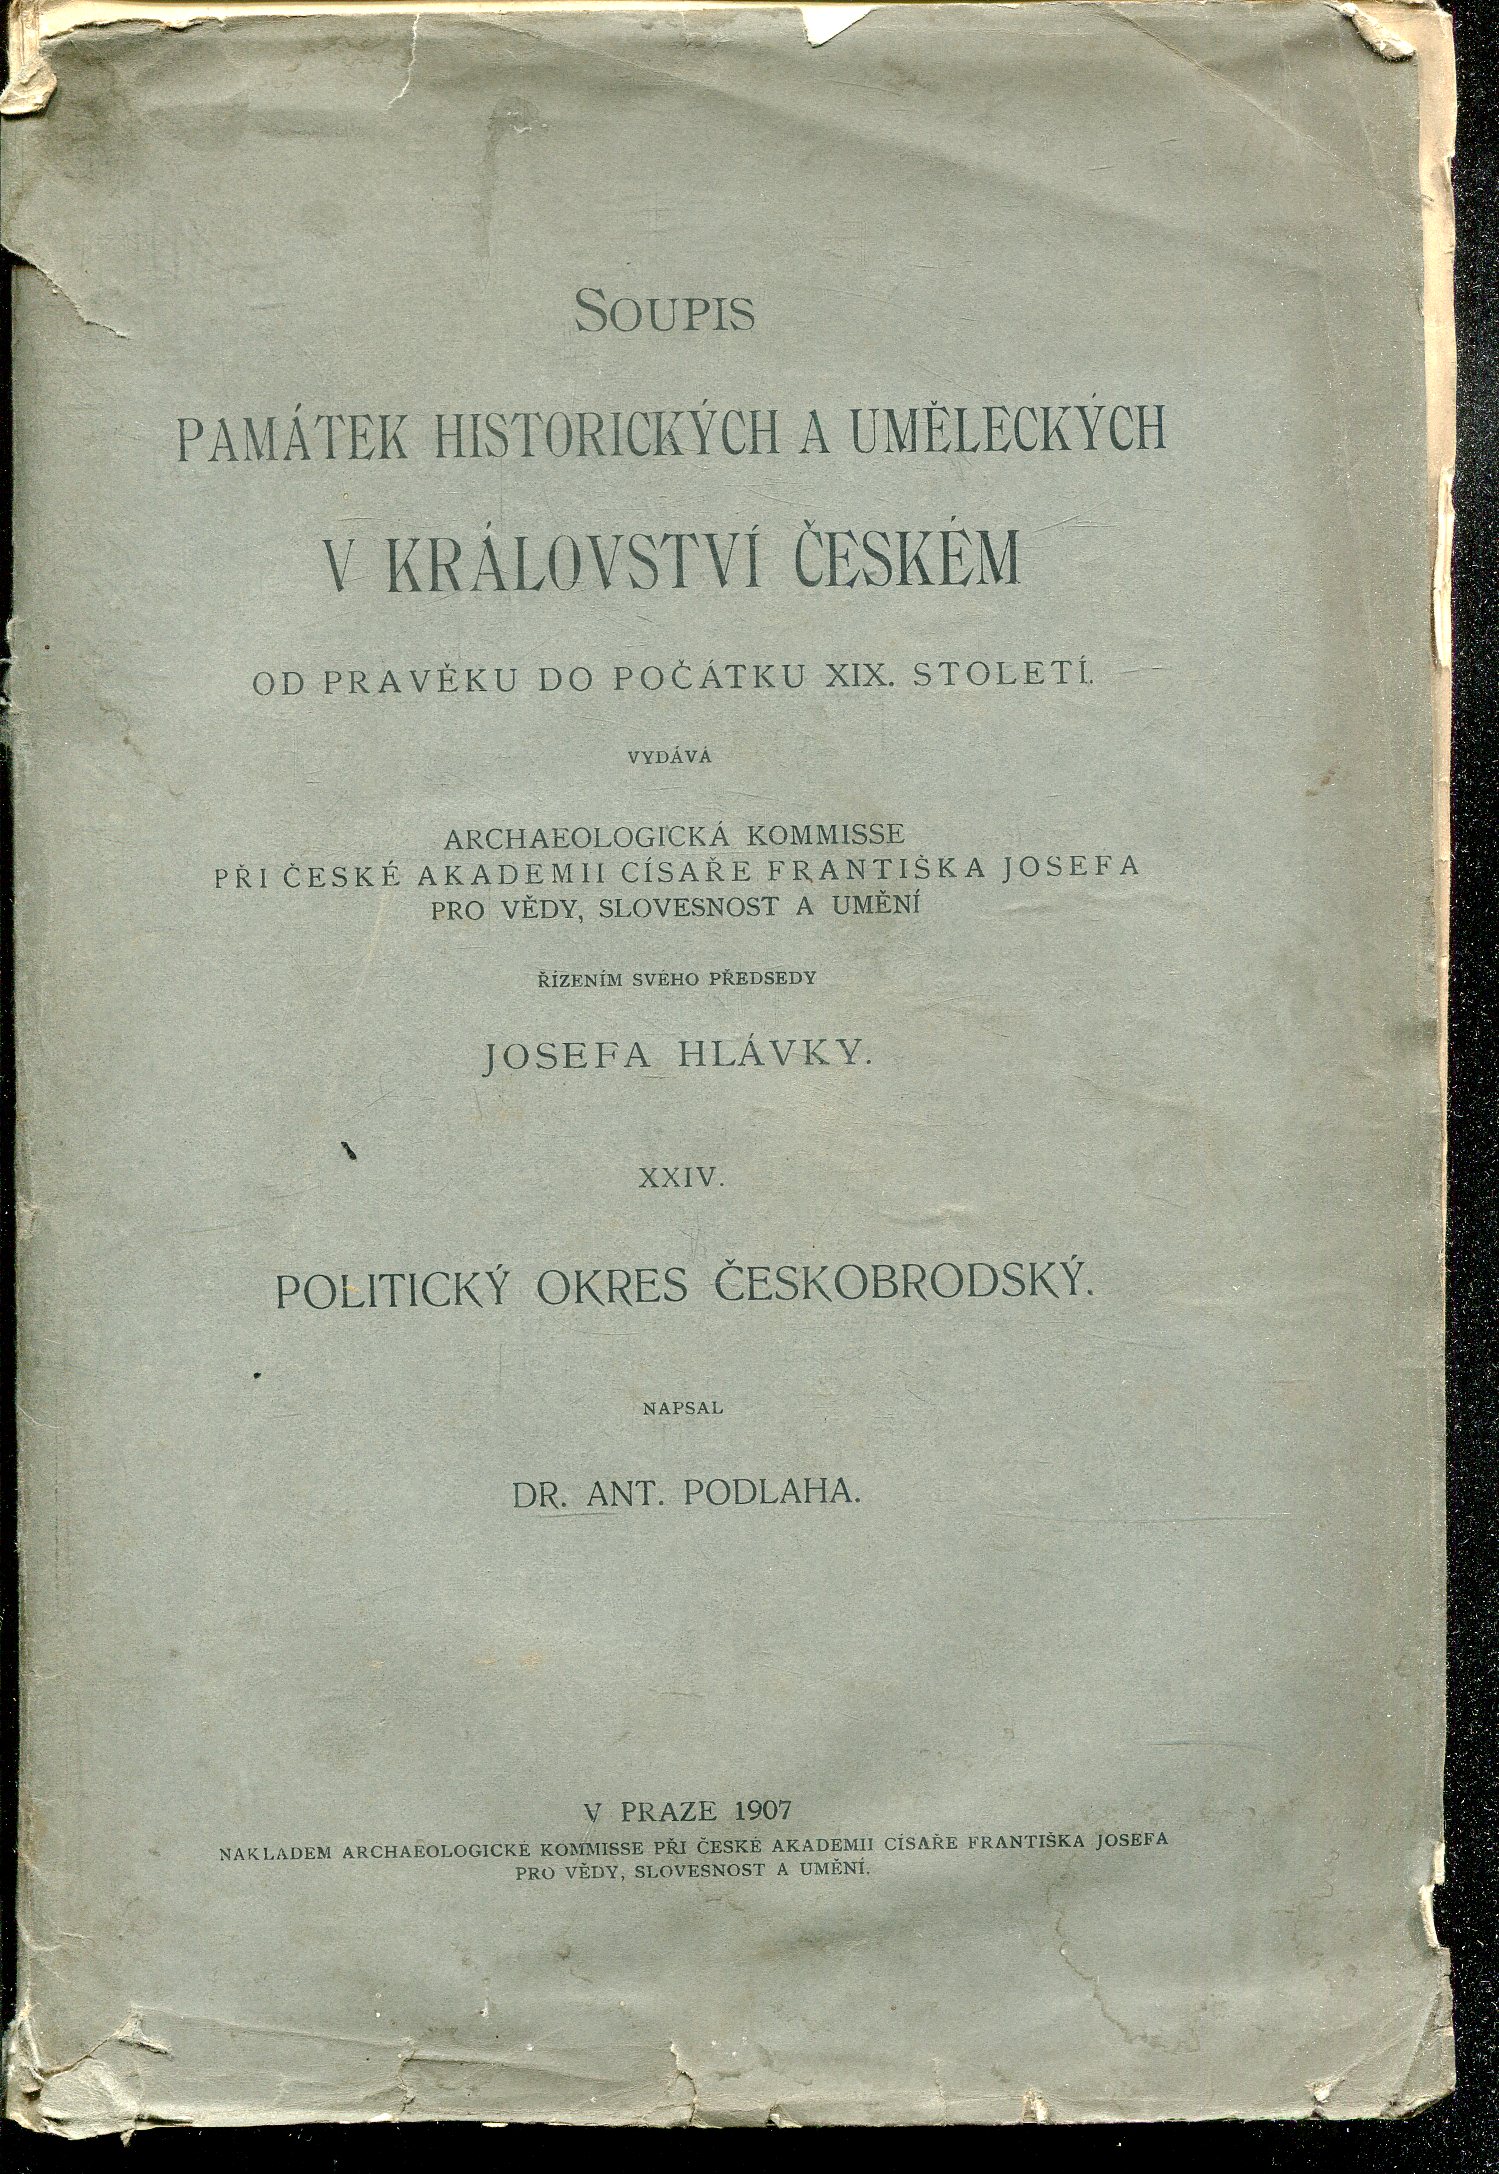 SOUPIS
PAMÁTEK HISTORICKÝCH A UMĚLECKÝCH
V KRÁLOVSTVÍ ČESKÉM
OD PRAVĚKU DO POČÁTKU XIX. STOLETÍ.
VYDÁVÁ
ARCHAEOLOGICKÁ KOMMISSE
PŘI ČESKÉ AKADEMII CÍSAŘE FRANTIŠKA JOSEFA
PRO VĚDY, SLOVESNOST A UMĚNÍ
ŘÍZENÍM SVÉHO PŘEDSEDY
JOSEFA HLÁVKY.
XXIV.
POLITICKÝ OKRES ČESKOBRODSKÝ.
NAPSAL
DR. ANT. PODLAHA.
V PRAZE 1907
NÁKLADEM ARCHAEOLOGICKÉ KOMMISSE PŘI ČESKÉ AKADEMII CÍSAŘE FRANTIŠKA JOSEFA
PRO VĚDY, SLOVESNOST A UMĚNÍ.